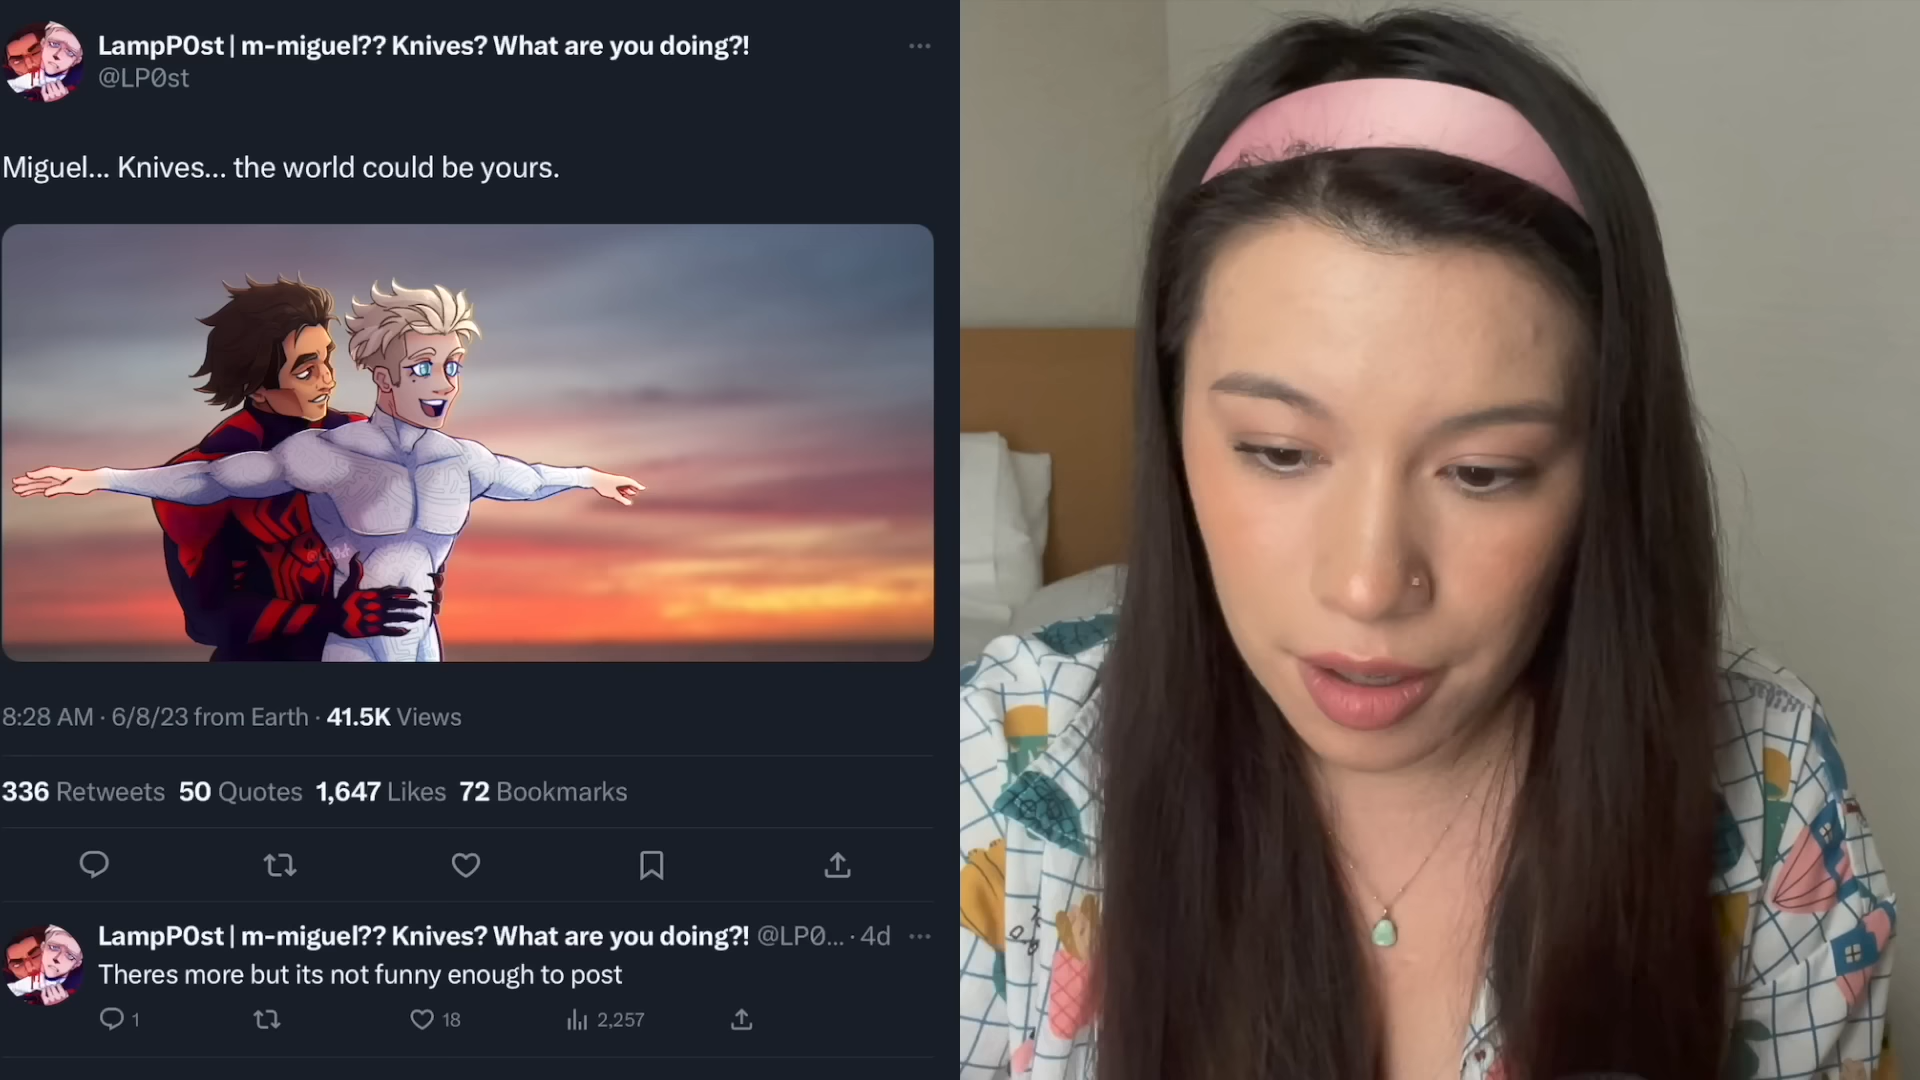 LampP0st | m-miguel?? Knives? What are you doing?!
@LPØst
Miguel... Knives... the world could be yours.
8:28 AM · 6/8/23 from Earth · 41.5K Views
336 Retweets 50 Quotes 1,647 Likes 72 Bookmarks
LampP0st | m-miguel?? Knives? What are you doing?! @LP0... · 4d
Theres more but its not funny enough to post
1 18 2,257